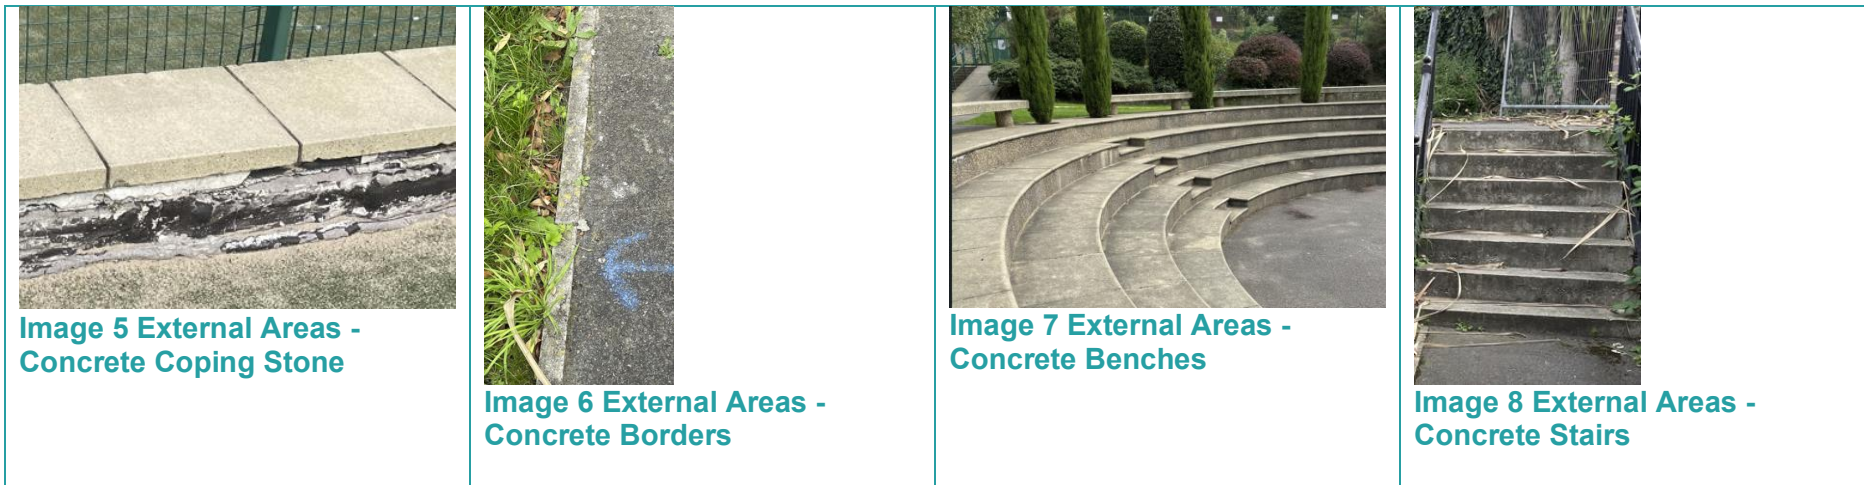 Image 5 External Areas -
Concrete Coping Stone
Image 6 External Areas -
Concrete Borders
Image 7 External Areas -
Concrete Benches
Image 8 External Areas -
Concrete Stairs